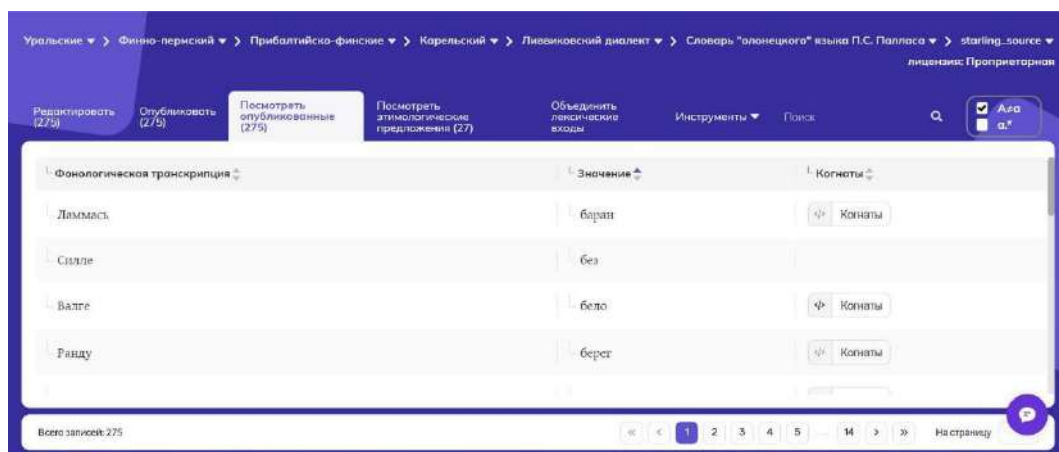 Уральские > Финно-пермский > Прибалтийско-финские > Карельский > Ливвиковский диалект > Словарь "олонецкого" языка П.С. Палласа > starling_source
лицензия: Проприетарная
Редактировать (275)
Опубликовать (275)
Посмотреть опубликованные (275)
Посмотреть этимологические предложения (27)
Объединить лексические входы
Инструменты
Поиск
A≠a
a.*
Фонологическая транскрипция Значение Когнаты
Ламмасъ баран </> Когнаты
Силле без
Валге бело </> Когнаты
Ранду берег </> Когнаты
Всего записей: 275 « < 1 2 3 4 5 ... 14 > » На страницу